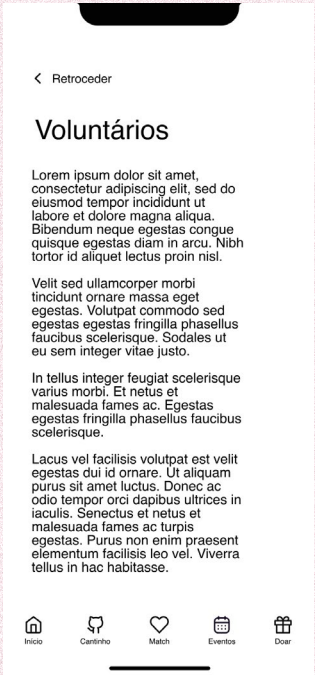 Retroceder
Voluntários
Lorem ipsum dolor sit amet,
consectetur adipiscing elit, sed do
eiusmod tempor incididunt ut
labore et dolore magna aliqua.
Bibendum neque egestas congue
quisque egestas diam in arcu. Nibh
tortor id aliquet lectus proin nisl.
Velit sed ullamcorper morbi
tincidunt ornare massa eget
egestas. Volutpat commodo sed
egestas egestas fringilla phasellus
faucibus scelerisque. Sodales ut
eu sem integer vitae justo.
In tellus integer feugiat scelerisque
varius morbi. Et netus et
malesuada fames ac. Egestas
egestas fringilla phasellus faucibus
scelerisque.
Lacus vel facilisis volutpat est velit
egestas dui id ornare. Ut aliquam
purus sit amet luctus. Donec ac
odio tempor orci dapibus ultrices in
iaculis. Senectus et netus et
malesuada fames ac turpis
egestas. Purus non enim praesent
elementum facilisis leo vel. Viverra
tellus in hac habitasse.
Início Cantinho Match Eventos Doar